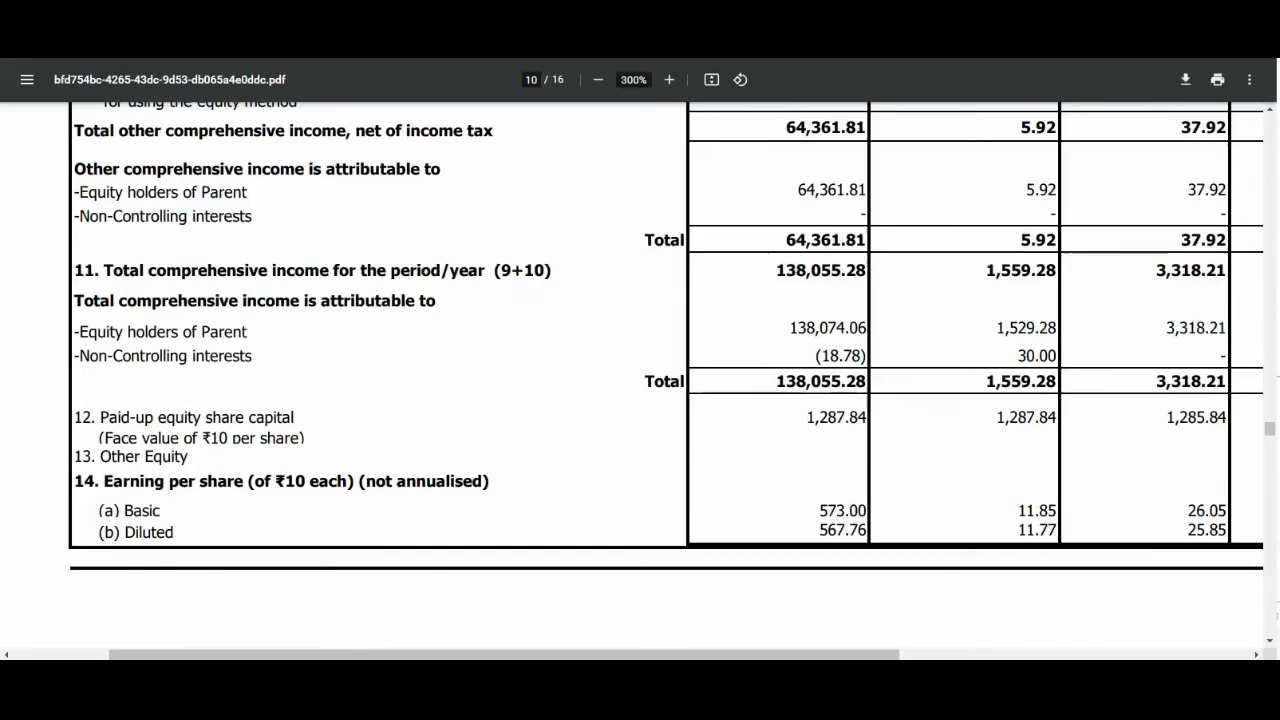 bfd754bc-4265-43dc-9d53-db065a4e0ddc.pdf 10 / 16 300%
for using the equity method
Total other comprehensive income, net of income tax 64,361.81 5.92 37.92
Other comprehensive income is attributable to
-Equity holders of Parent 64,361.81 5.92 37.92
-Non-Controlling interests - - -
Total 64,361.81 5.92 37.92
11. Total comprehensive income for the period/year (9+10) 138,055.28 1,559.28 3,318.21
Total comprehensive income is attributable to
-Equity holders of Parent 138,074.06 1,529.28 3,318.21
-Non-Controlling interests (18.78) 30.00 -
Total 138,055.28 1,559.28 3,318.21
12. Paid-up equity share capital 1,287.84 1,287.84 1,285.84
(Face value of ₹10 per share)
13. Other Equity
14. Earning per share (of ₹10 each) (not annualised)
(a) Basic 573.00 11.85 26.05
(b) Diluted 567.76 11.77 25.85